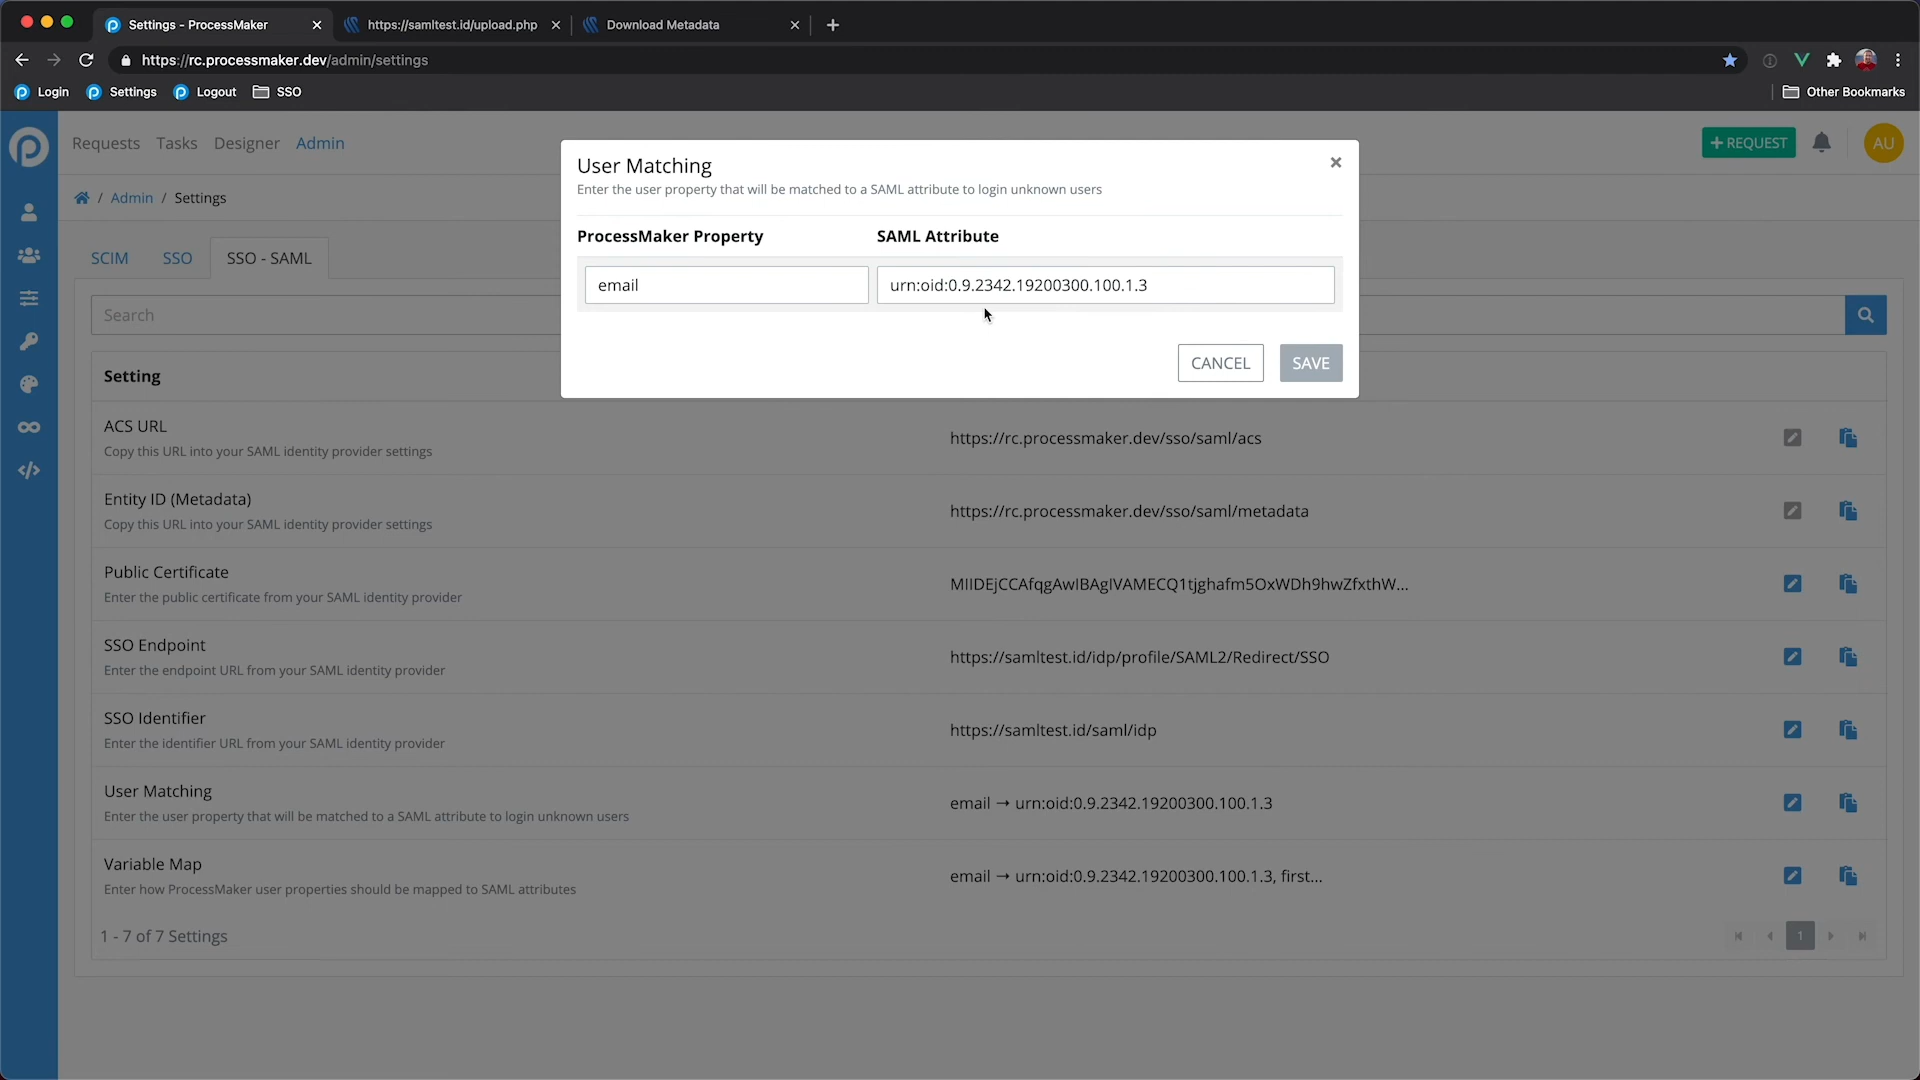 Settings - ProcessMaker
https://samltest.id/upload.php
Download Metadata
https://rc.processmaker.dev/admin/settings
Login
Settings
Logout
SSO
Other Bookmarks
Requests
Tasks
Designer
Admin
+ REQUEST
AU
/ Admin / Settings
SCIM
SSO
SSO - SAML
Search
User Matching
Enter the user property that will be matched to a SAML attribute to login unknown users
ProcessMaker Property
SAML Attribute
email
urn:oid:0.9.2342.19200300.100.1.3
CANCEL
SAVE
Setting
ACS URL
Copy this URL into your SAML identity provider settings
https://rc.processmaker.dev/sso/saml/acs
Entity ID (Metadata)
Copy this URL into your SAML identity provider settings
https://rc.processmaker.dev/sso/saml/metadata
Public Certificate
Enter the public certificate from your SAML identity provider
MIIDEjCCAfqgAwIBAgIVAMECQ1tjghafm5OxWDh9hwZfxthW...
SSO Endpoint
Enter the endpoint URL from your SAML identity provider
https://samltest.id/idp/profile/SAML2/Redirect/SSO
SSO Identifier
Enter the identifier URL from your SAML identity provider
https://samltest.id/saml/idp
User Matching
Enter the user property that will be matched to a SAML attribute to login unknown users
email → urn:oid:0.9.2342.19200300.100.1.3
Variable Map
Enter how ProcessMaker user properties should be mapped to SAML attributes
email → urn:oid:0.9.2342.19200300.100.1.3, first...
1 - 7 of 7 Settings
1